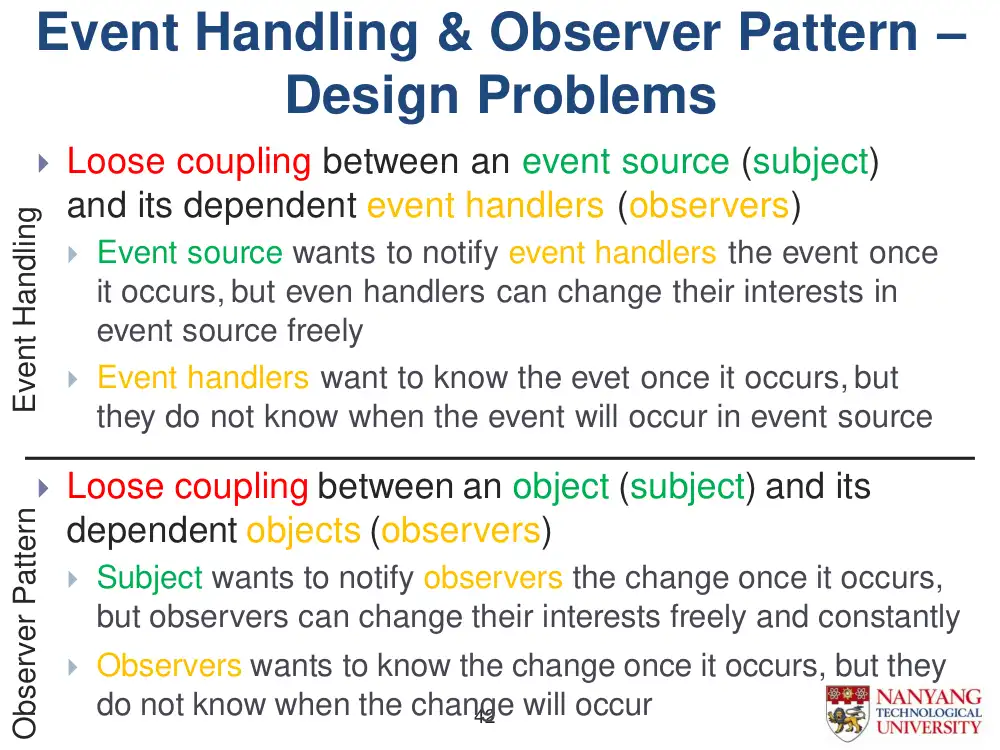 Event Handling & Observer Pattern –
Design Problems
Event Handling
Loose coupling between an event source (subject)
and its dependent event handlers (observers)
Event source wants to notify event handlers the event once
it occurs, but even handlers can change their interests in
event source freely
Event handlers want to know the evet once it occurs, but
they do not know when the event will occur in event source
Observer Pattern
Loose coupling between an object (subject) and its
dependent objects (observers)
Subject wants to notify observers the change once it occurs,
but observers can change their interests freely and constantly
Observers wants to know the change once it occurs, but they
do not know when the change will occur
42
NANYANG
TECHNOLOGICAL
UNIVERSITY